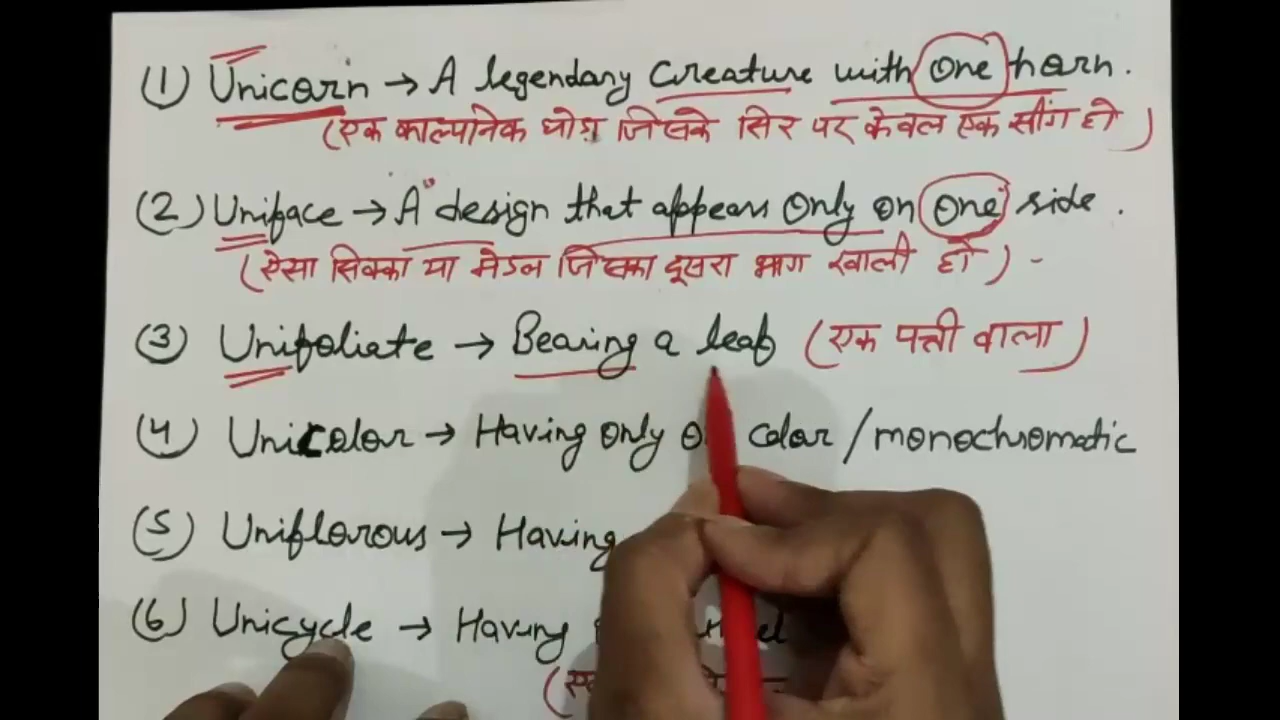 (1) Unicorn → A legendary creature with one horn.
(एक काल्पनिक घोड़ा जिसके सिर पर केवल एक सींग हो)
(2) Uniface → A design that appears only on one side.
(ऐसा सिक्का या मेडल जिसका दूसरा भाग खाली हो) -
(3) Unifoliate → Bearing a leaf (एक पत्ती वाला)
(4) Unicolor → Having only color / monochromatic
(5) Uniflorous → Having
(6) Unicycle → Having